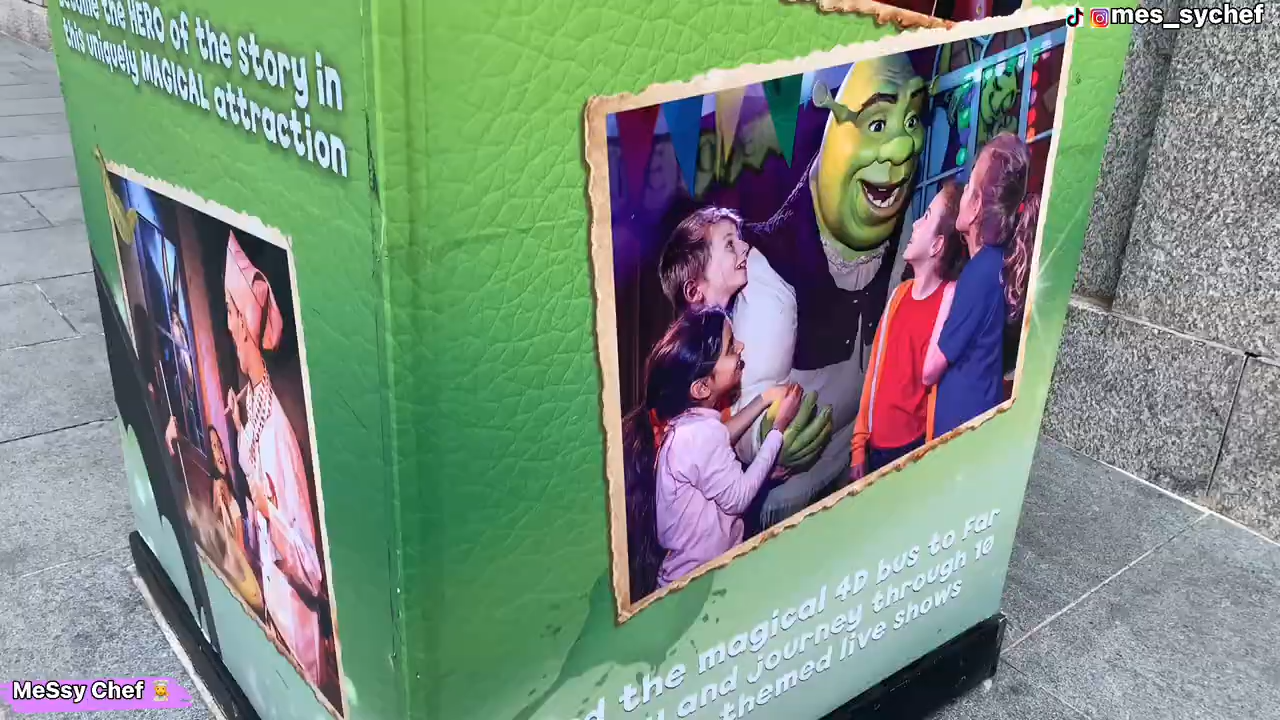 mes_sychef
become the HERO of the story in
this uniquely MAGICAL attraction
the magical 4D bus to Far
and journey through 10
themed live shows
MeSsy Chef